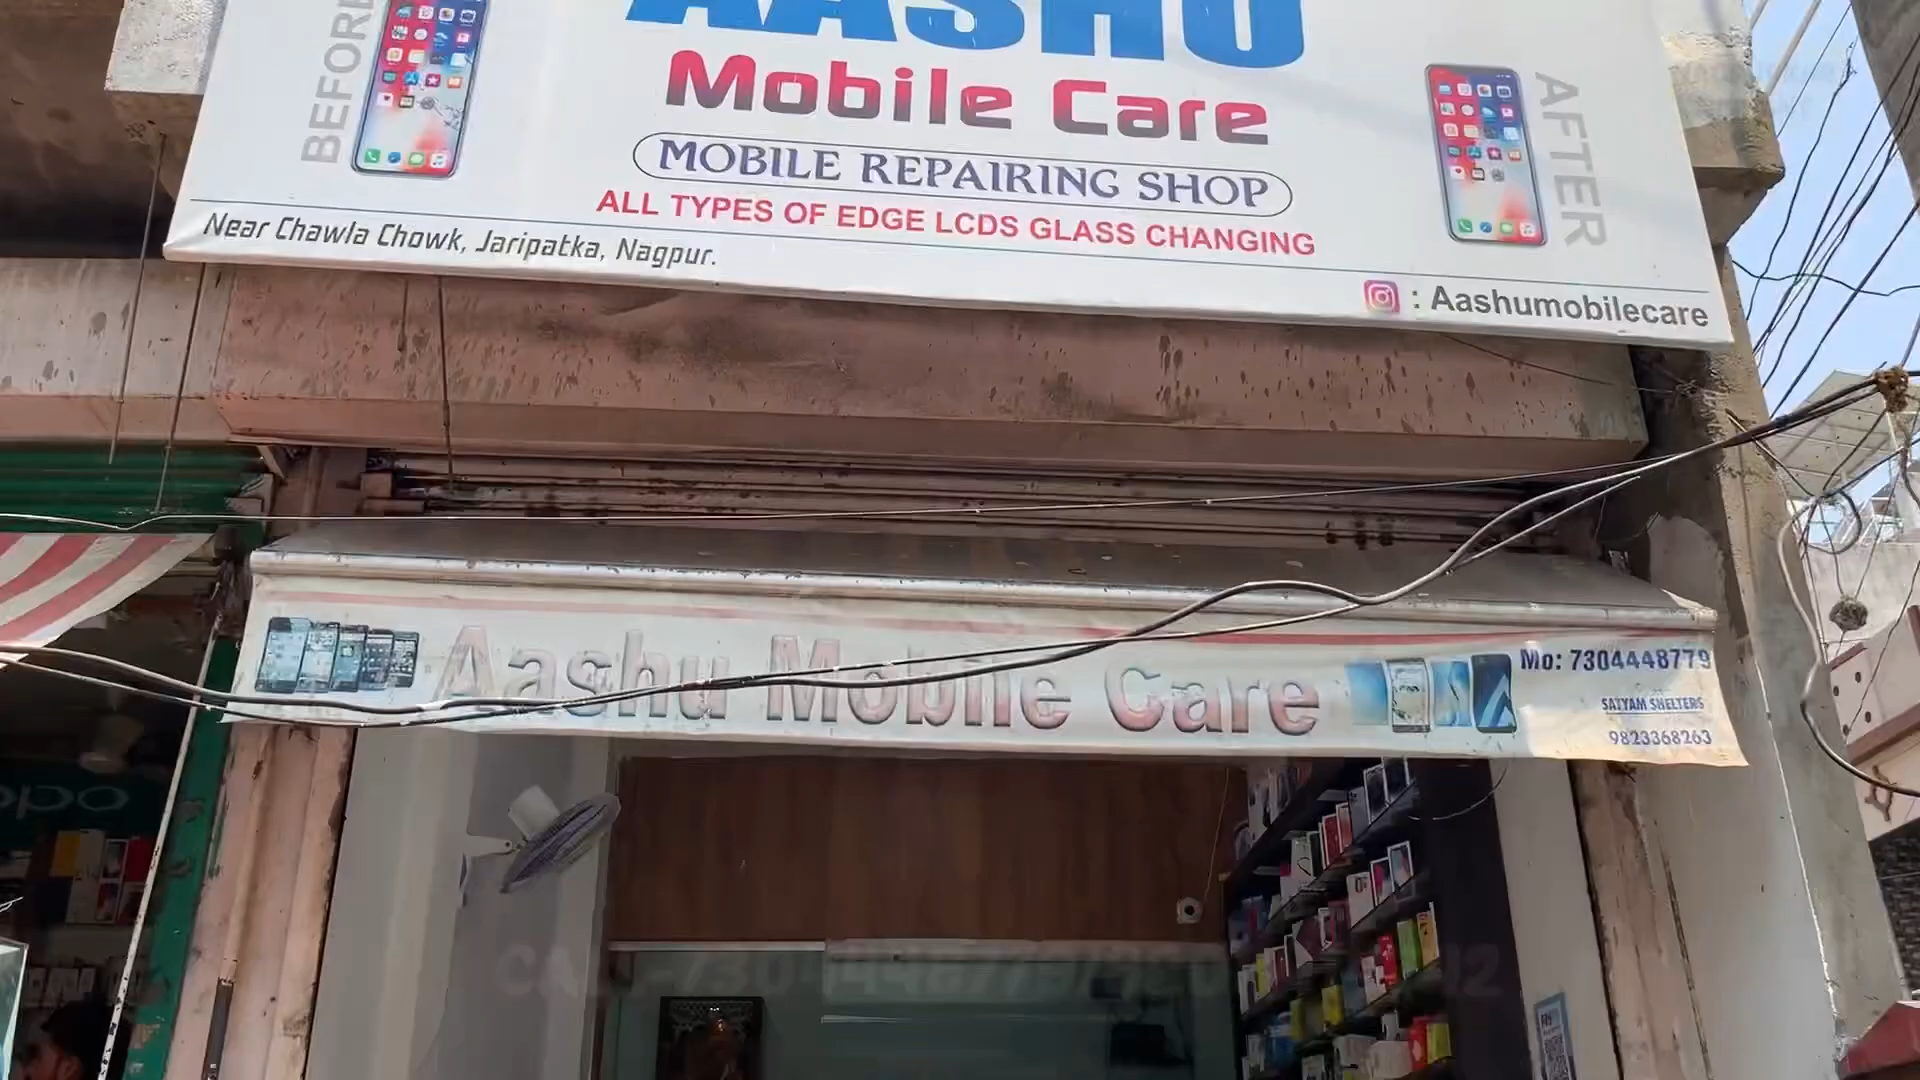 BEFORE
AASHU
Mobile Care
MOBILE REPAIRING SHOP
ALL TYPES OF EDGE LCDS GLASS CHANGING
AFTER
Near Chawla Chowk, Jaripatka, Nagpur.
: Aashumobilecare
Aashu Mobile Care
Mo: 7304448779
SATYAM SHELTERS
9823368263
oppo